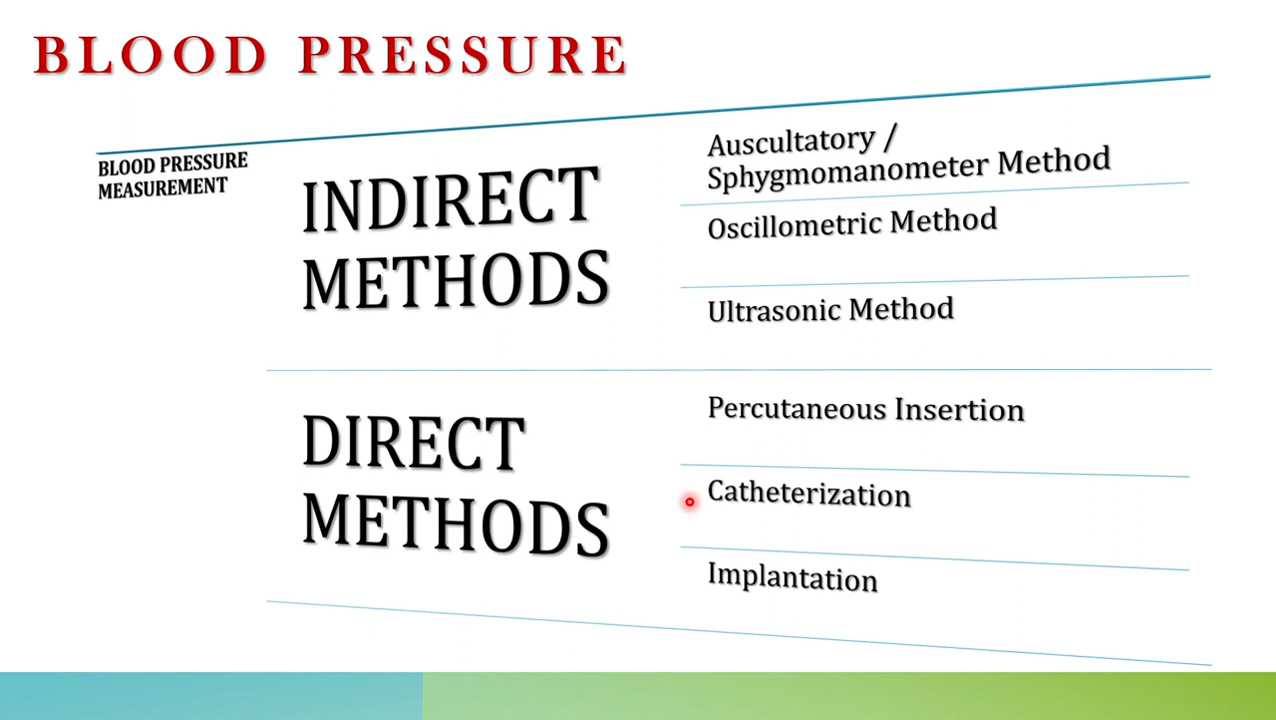 BLOOD PRESSURE
BLOOD PRESSURE
MEASUREMENT
INDIRECT
METHODS
Auscultatory /
Sphygmomanometer Method
Oscillometric Method
Ultrasonic Method
DIRECT
METHODS
Percutaneous Insertion
Catheterization
Implantation